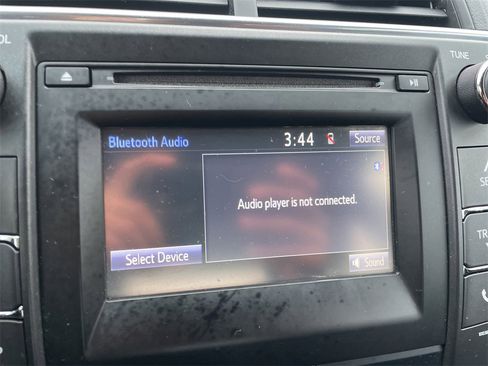 TUNE
Bluetooth Audio
3:44
Source
Audio player is not connected.
Select Device
Sound